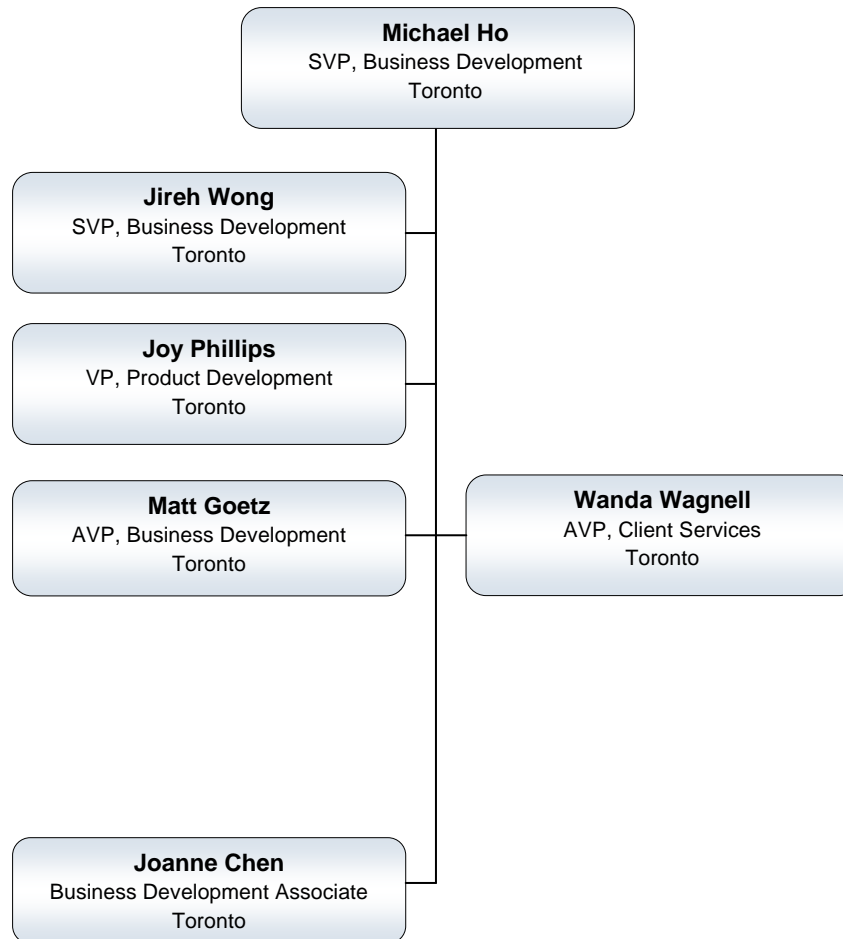 Michael Ho
SVP, Business Development
Toronto
Jireh Wong
SVP, Business Development
Toronto
Joy Phillips
VP, Product Development
Toronto
Matt Goetz
AVP, Business Development
Toronto
Wanda Wagnell
AVP, Client Services
Toronto
Joanne Chen
Business Development Associate
Toronto